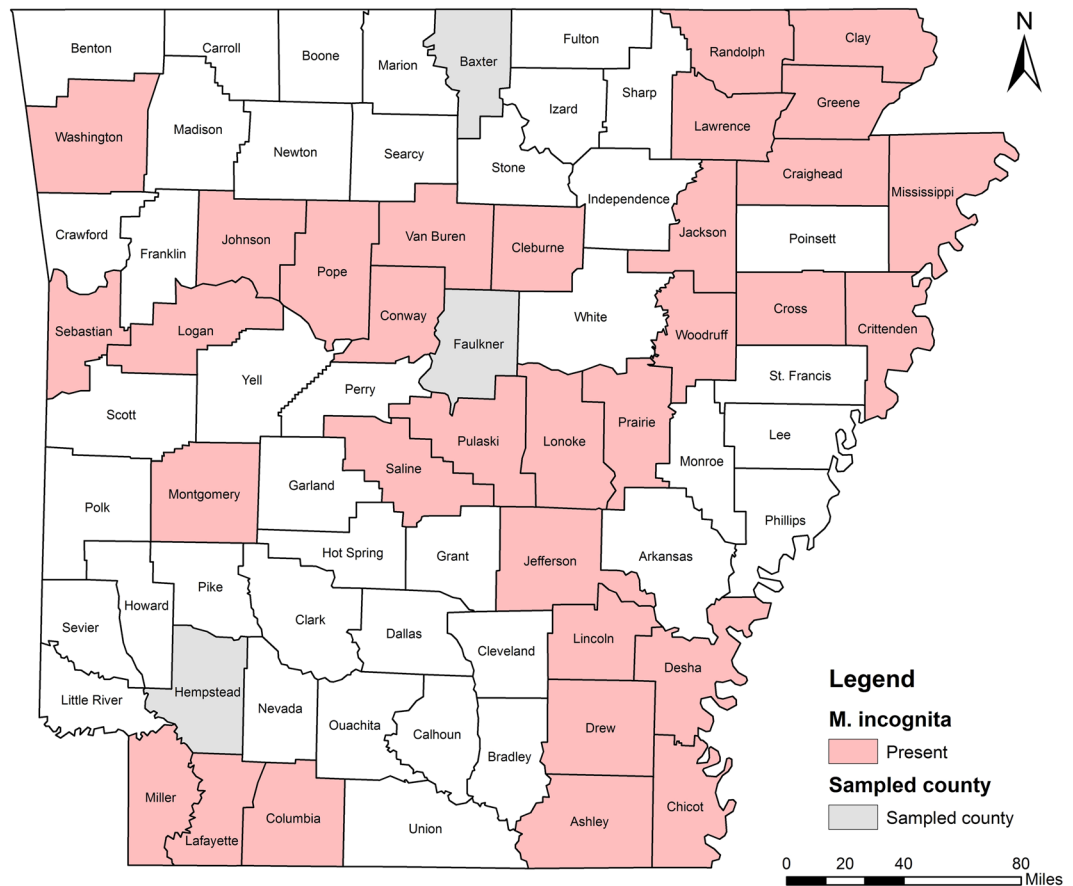 N
Benton
Carroll
Boone
Marion
Baxter
Fulton
Randolph
Clay
Sharp
Izard
Greene
Lawrence
Washington
Madison
Newton
Searcy
Stone
Craighead
Mississippi
Independence
Crawford
Franklin
Johnson
Pope
Van Buren
Cleburne
Jackson
Poinsett
Sebastian
Logan
Conway
Faulkner
White
Woodruff
Cross
Crittenden
Yell
Perry
St. Francis
Scott
Pulaski
Lonoke
Prairie
Lee
Saline
Monroe
Garland
Montgomery
Polk
Phillips
Hot Spring
Grant
Jefferson
Arkansas
Pike
Howard
Clark
Sevier
Dallas
Cleveland
Lincoln
Desha
Little River
Hempstead
Nevada
Ouachita
Calhoun
Bradley
Drew
Miller
Lafayette
Columbia
Union
Ashley
Chicot
Legend
M. incognita
Present
Sampled county
Sampled county
0 20 40 80
Miles